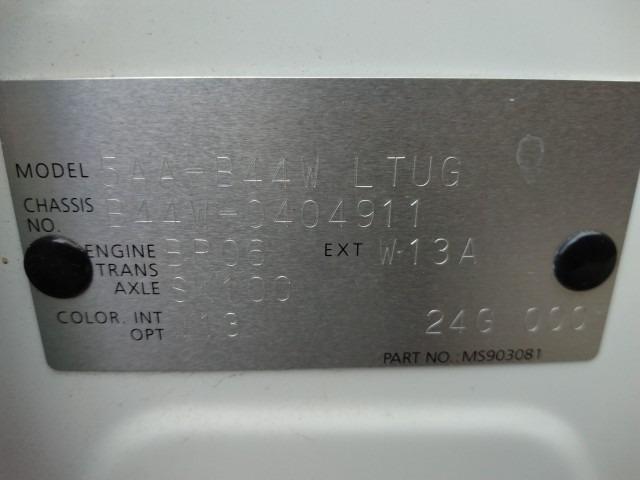 MODEL 5AA-B44W LTUG
CHASSIS NO. B44W-0404911
ENGINE BR06 EXT W-13A
TRANS AXLE
COLOR. INT OPT 24G 000
PART NO.: MS903081